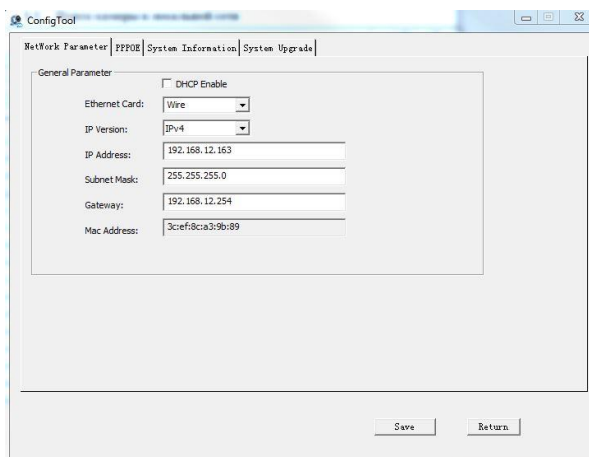 ConfigTool
NetWork Parameter PPPOE System Information System Upgrade
General Parameter
DHCP Enable
Ethernet Card: Wire
IP Version: IPv4
IP Address: 192.168.12.163
Subnet Mask: 255.255.255.0
Gateway: 192.168.12.254
Mac Address: 3c:ef:8c:a3:9b:89
Save Return